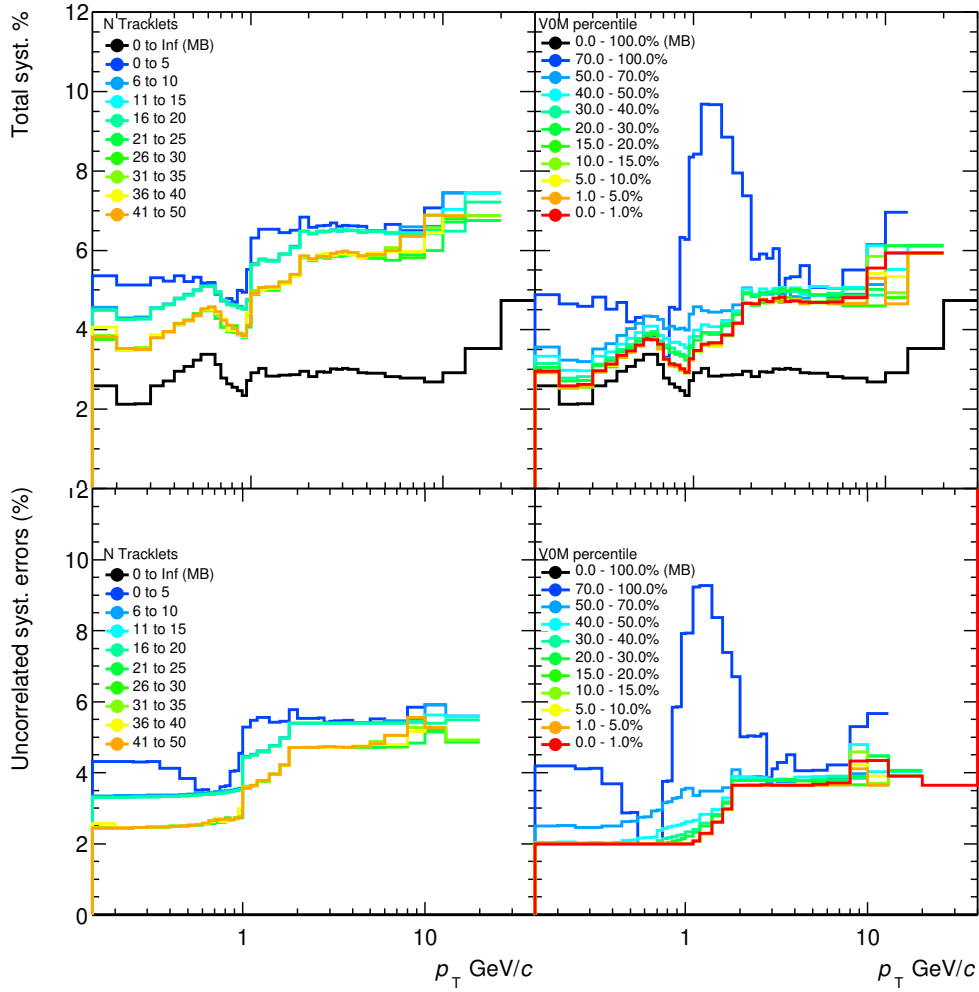 Total syst. %
12
10
8
6
4
2
0
N Tracklets
0 to Inf (MB)
0 to 5
6 to 10
11 to 15
16 to 20
21 to 25
26 to 30
31 to 35
36 to 40
41 to 50
V0M percentile
0.0 - 100.0% (MB)
70.0 - 100.0%
50.0 - 70.0%
40.0 - 50.0%
30.0 - 40.0%
20.0 - 30.0%
15.0 - 20.0%
10.0 - 15.0%
5.0 - 10.0%
1.0 - 5.0%
0.0 - 1.0%
Uncorrelated syst. errors (%)
12
10
8
6
4
2
0
N Tracklets
0 to Inf (MB)
0 to 5
6 to 10
11 to 15
16 to 20
21 to 25
26 to 30
31 to 35
36 to 40
41 to 50
1
10
p T GeV/c
V0M percentile
0.0 - 100.0% (MB)
70.0 - 100.0%
50.0 - 70.0%
40.0 - 50.0%
30.0 - 40.0%
20.0 - 30.0%
15.0 - 20.0%
10.0 - 15.0%
5.0 - 10.0%
1.0 - 5.0%
0.0 - 1.0%
1
10
p T GeV/c